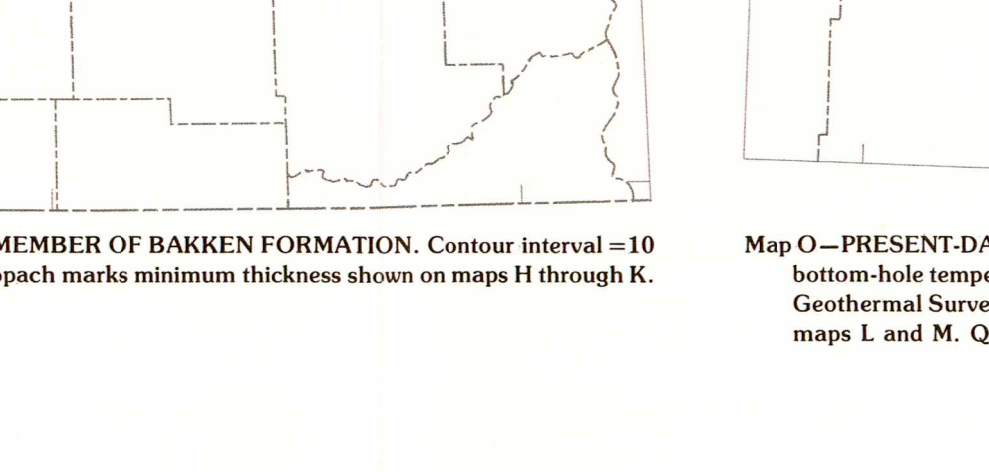 MEMBER OF BAKKEN FORMATION. Contour interval =10
opach marks minimum thickness shown on maps H through K.
Map O—PRESENT-DA
bottom-hole tempe
Geothermal Surve
maps L and M. Q